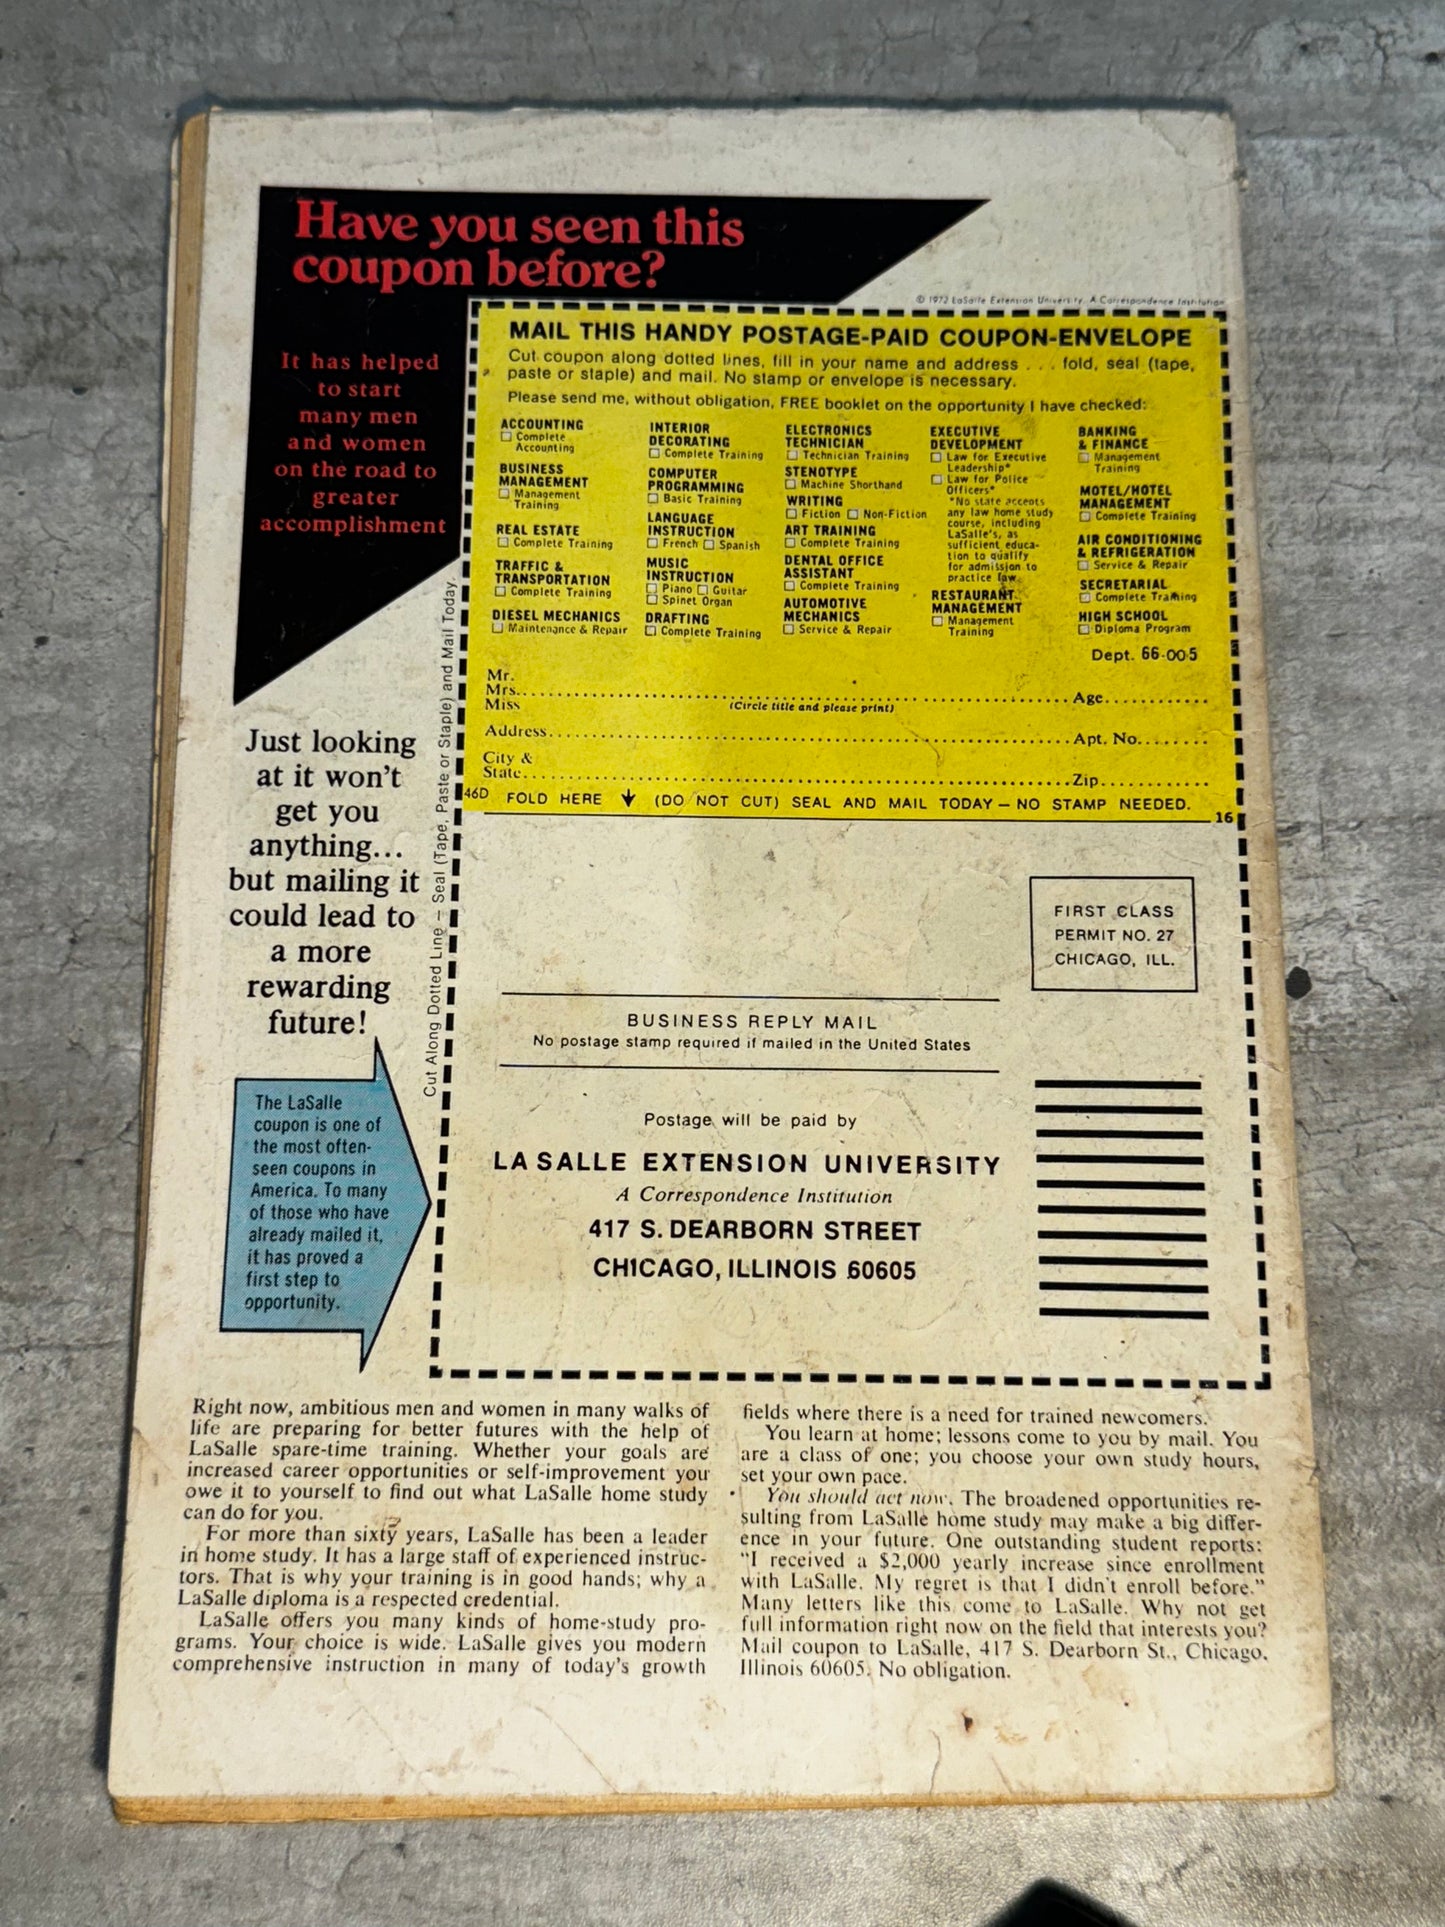 Have you seen this
coupon before?
It has helped
to start
many men
and women
on the road to
greater
accomplishment
© 1972 LaSalle Extension University, A Correspondence Institution
MAIL THIS HANDY POSTAGE-PAID COUPON-ENVELOPE
Cut coupon along dotted lines, fill in your name and address . . . fold, seal (tape,
paste or staple) and mail. No stamp or envelope is necessary.
Please send me, without obligation, FREE booklet on the opportunity I have checked:
ACCOUNTING
Complete
Accounting
BUSINESS
MANAGEMENT
Management
Training
REAL ESTATE
Complete Training
TRAFFIC &
TRANSPORTATION
Complete Training
DIESEL MECHANICS
Maintenance & Repair
INTERIOR
DECORATING
Complete Training
COMPUTER
PROGRAMMING
Basic Training
LANGUAGE
INSTRUCTION
French Spanish
MUSIC
INSTRUCTION
Piano Guitar
Spinet Organ
DRAFTING
Complete Training
ELECTRONICS
TECHNICIAN
Technician Training
STENOTYPE
Machine Shorthand
WRITING
Fiction Non-Fiction
ART TRAINING
Complete Training
DENTAL OFFICE
ASSISTANT
Complete Training
AUTOMOTIVE
MECHANICS
Service & Repair
EXECUTIVE
DEVELOPMENT
Law for Executive
Leadership*
Law for Police
Officers*
*No state accepts
any law home study
course, including
LaSalle's, as
sufficient educa-
tion to qualify
for admission to
practice law.
RESTAURANT
MANAGEMENT
Management
Training
BANKING
& FINANCE
Management
Training
MOTEL/HOTEL
MANAGEMENT
Complete Training
AIR CONDITIONING
& REFRIGERATION
Service & Repair
SECRETARIAL
Complete Training
HIGH SCHOOL
Diploma Program
Dept. 66-005
Mr.
Mrs. Age
Miss (Circle title and please print)
Address Apt. No.
City &
State Zip
46D FOLD HERE (DO NOT CUT) SEAL AND MAIL TODAY — NO STAMP NEEDED.
16
Cut Along Dotted Line — Seal (Tape, Paste or Staple) and Mail Today.
Just looking
at it won't
get you
anything...
but mailing it
could lead to
a more
rewarding
future!
FIRST CLASS
PERMIT NO. 27
CHICAGO, ILL.
BUSINESS REPLY MAIL
No postage stamp required if mailed in the United States
Postage will be paid by
LA SALLE EXTENSION UNIVERSITY
A Correspondence Institution
417 S. DEARBORN STREET
CHICAGO, ILLINOIS 60605
The LaSalle
coupon is one of
the most often-
seen coupons in
America. To many
of those who have
already mailed it,
it has proved a
first step to
opportunity.
Right now, ambitious men and women in many walks of
life are preparing for better futures with the help of
LaSalle spare-time training. Whether your goals are
increased career opportunities or self-improvement you
owe it to yourself to find out what LaSalle home study
can do for you.
For more than sixty years, LaSalle has been a leader
in home study. It has a large staff of experienced instruc-
tors. That is why your training is in good hands; why a
LaSalle diploma is a respected credential.
LaSalle offers you many kinds of home-study pro-
grams. Your choice is wide. LaSalle gives you modern
comprehensive instruction in many of today's growth
fields where there is a need for trained newcomers.
You learn at home; lessons come to you by mail. You
are a class of one; you choose your own study hours,
set your own pace.
You should act now. The broadened opportunities re-
sulting from LaSalle home study may make a big differ-
ence in your future. One outstanding student reports:
"I received a $2,000 yearly increase since enrollment
with LaSalle. My regret is that I didn't enroll before."
Many letters like this come to LaSalle. Why not get
full information right now on the field that interests you?
Mail coupon to LaSalle, 417 S. Dearborn St., Chicago,
Illinois 60605. No obligation.